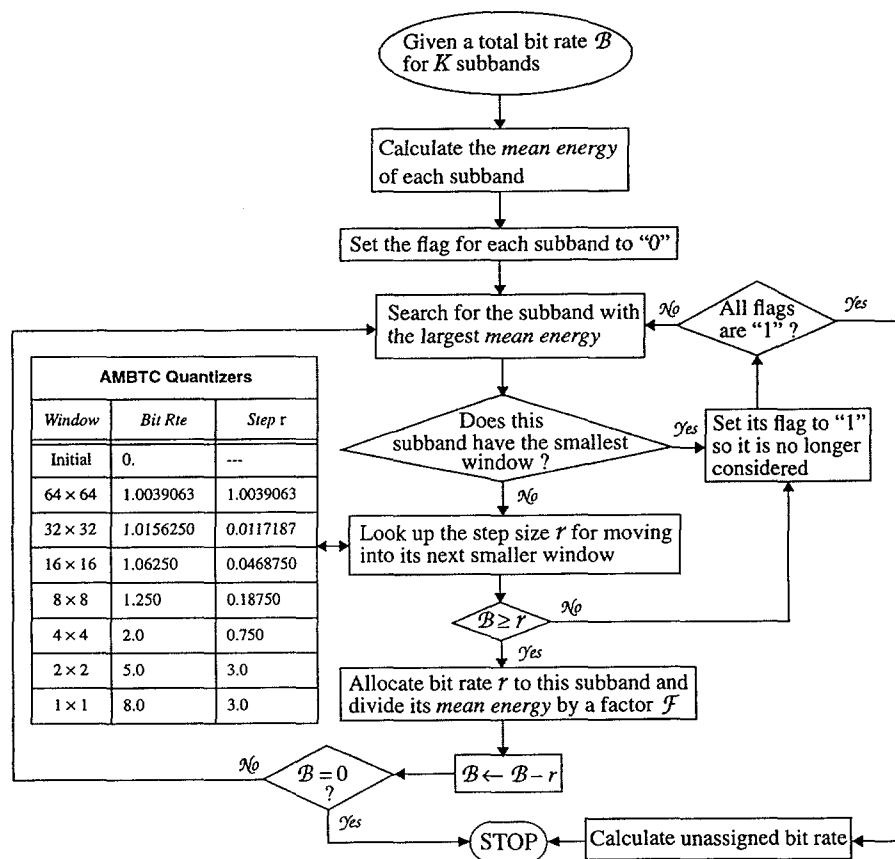 Given a total bit rate B
for K subbands
Calculate the mean energy
of each subband
Set the flag for each subband to “0”
Search for the subband with
the largest mean energy
No
All flags
are “1” ?
Yes
AMBTC Quantizers
Window Bit Rte Step r
Initial 0. ---
64 × 64 1.0039063 1.0039063
32 × 32 1.0156250 0.0117187
16 × 16 1.06250 0.0468750
8 × 8 1.250 0.18750
4 × 4 2.0 0.750
2 × 2 5.0 3.0
1 × 1 8.0 3.0
Does this
subband have the smallest
window ?
Yes
Set its flag to “1”
so it is no longer
considered
No
Look up the step size r for moving
into its next smaller window
B ≥ r
No
Yes
Allocate bit rate r to this subband and
divide its mean energy by a factor F
B ← B − r
No
B = 0
?
Yes
STOP
Calculate unassigned bit rate